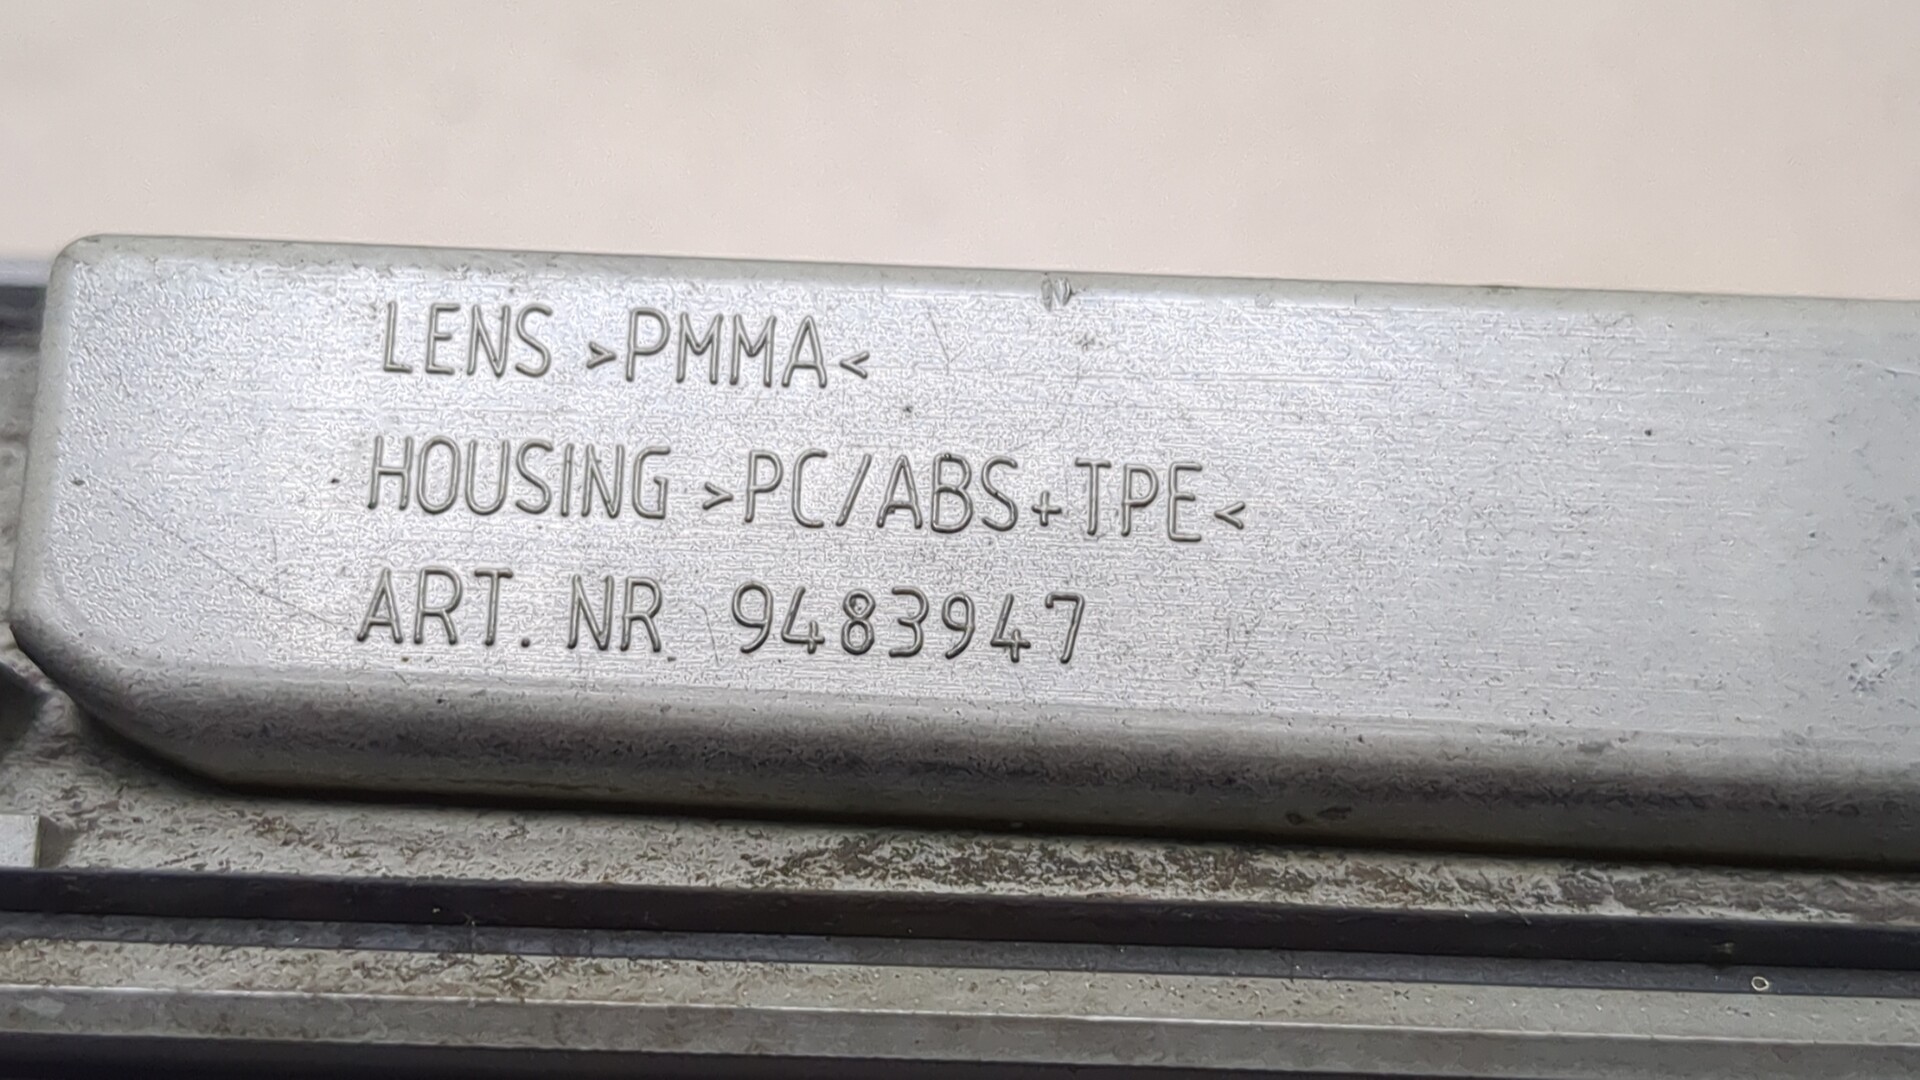 LENS >PMMA<
HOUSING >PC/ABS+TPE<
ART. NR 9483947